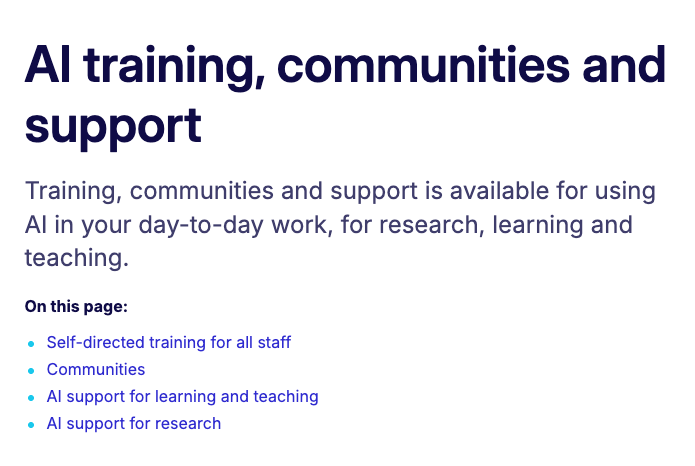 AI training, communities and
support
Training, communities and support is available for using
AI in your day-to-day work, for research, learning and
teaching.
On this page:
Self-directed training for all staff
Communities
AI support for learning and teaching
AI support for research